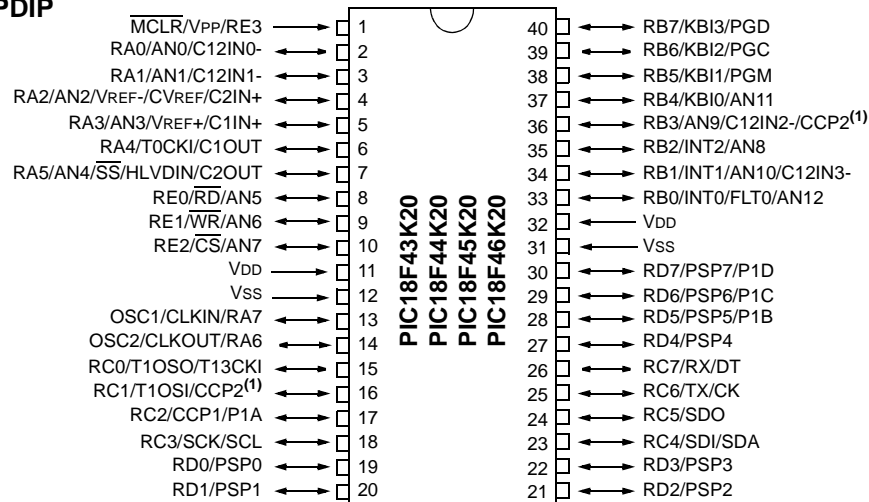 PDIP
MCLR/VPP/RE3 1 40 RB7/KBI3/PGD
RA0/AN0/C12IN0- 2 39 RB6/KBI2/PGC
RA1/AN1/C12IN1- 3 38 RB5/KBI1/PGM
RA2/AN2/VREF-/CVREF/C2IN+ 4 37 RB4/KBI0/AN11
RA3/AN3/VREF+/C1IN+ 5 36 RB3/AN9/C12IN2-/CCP2(1)
RA4/T0CKI/C1OUT 6 35 RB2/INT2/AN8
RA5/AN4/SS/HLVDIN/C2OUT 7 34 RB1/INT1/AN10/C12IN3-
RE0/RD/AN5 8 33 RB0/INT0/FLT0/AN12
RE1/WR/AN6 9 32 VDD
RE2/CS/AN7 10 31 VSS
VDD 11 30 RD7/PSP7/P1D
VSS 12 29 RD6/PSP6/P1C
OSC1/CLKIN/RA7 13 28 RD5/PSP5/P1B
OSC2/CLKOUT/RA6 14 27 RD4/PSP4
RC0/T1OSO/T13CKI 15 26 RC7/RX/DT
RC1/T1OSI/CCP2(1) 16 25 RC6/TX/CK
RC2/CCP1/P1A 17 24 RC5/SDO
RC3/SCK/SCL 18 23 RC4/SDI/SDA
RD0/PSP0 19 22 RD3/PSP3
RD1/PSP1 20 21 RD2/PSP2
PIC18F43K20
PIC18F44K20
PIC18F45K20
PIC18F46K20